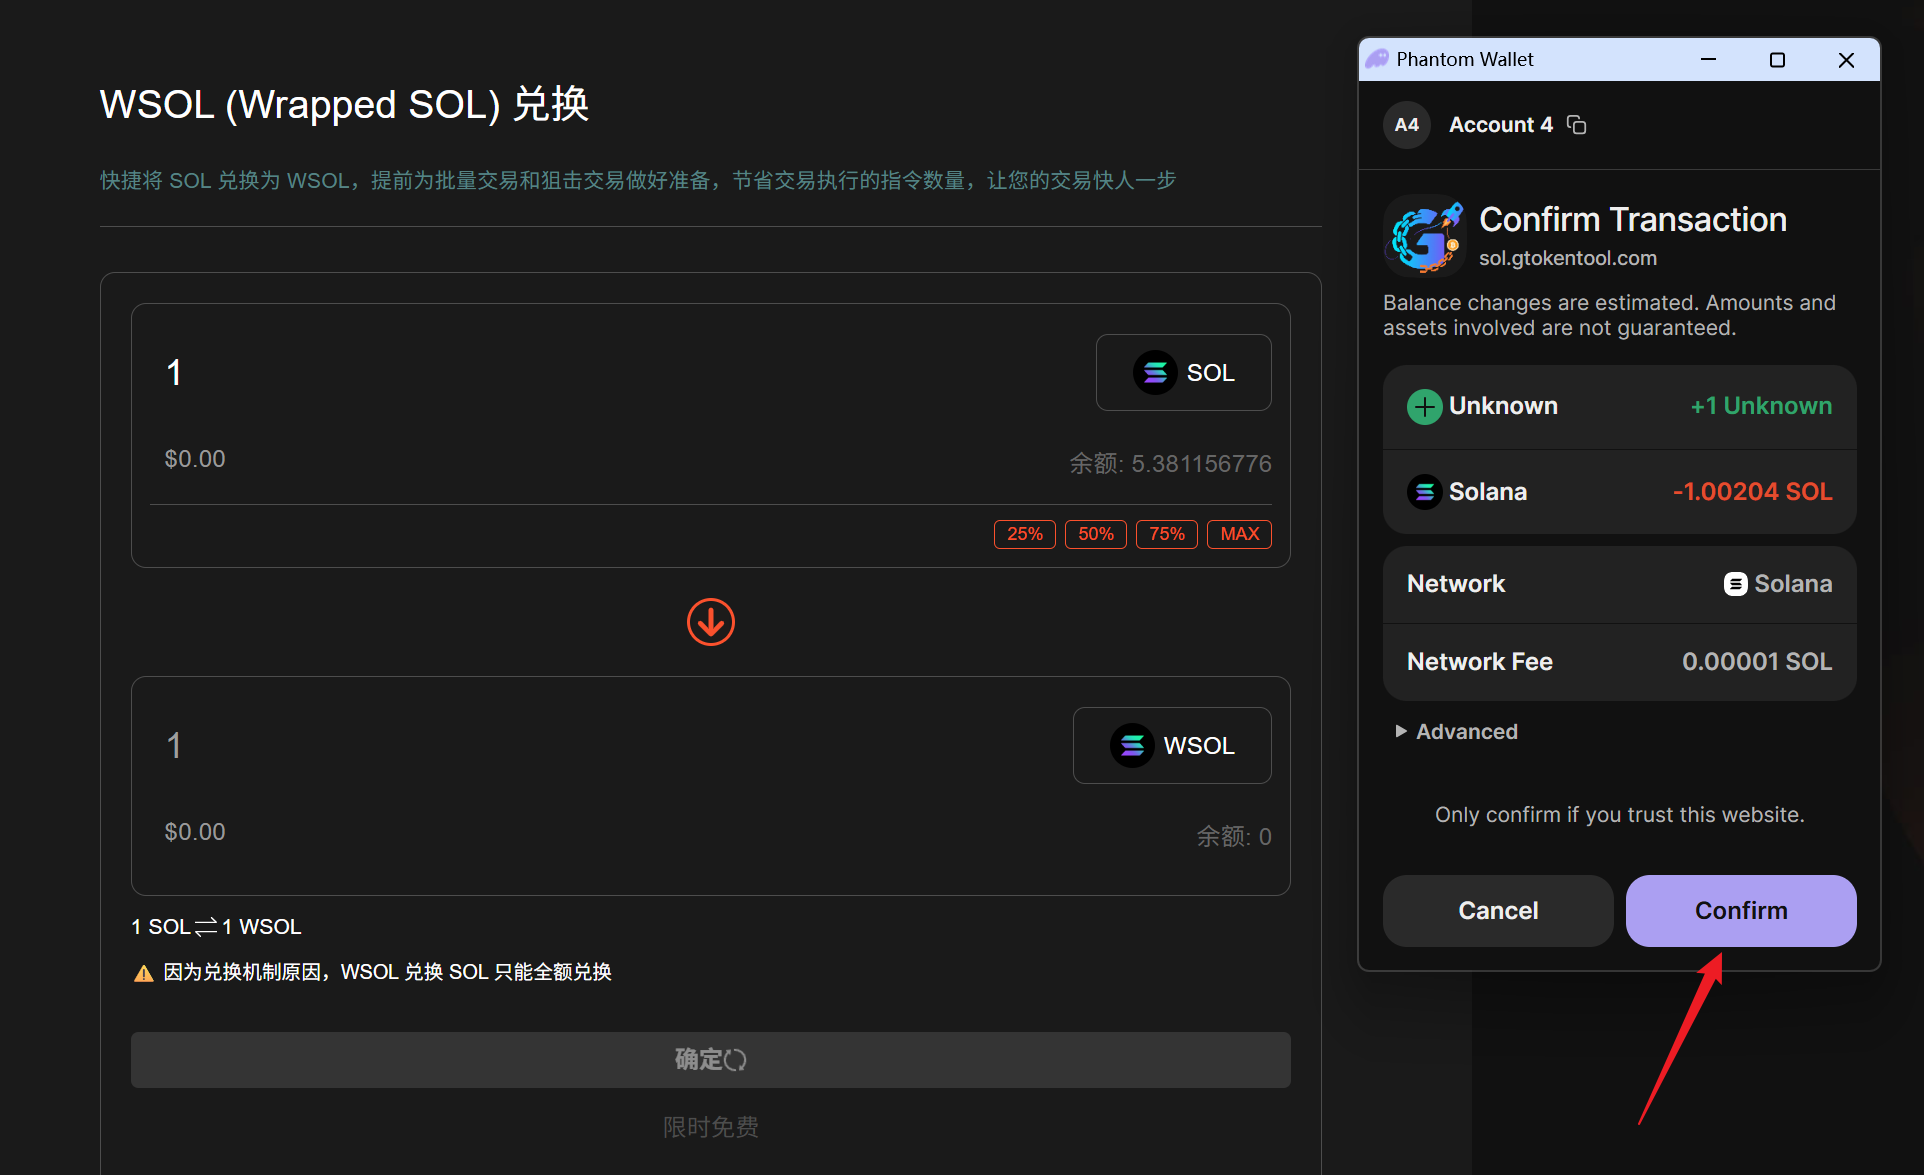 WSOL (Wrapped SOL) 兑换
快捷将 SOL 兑换为 WSOL，提前为批量交易和狙击交易做好准备，节省交易执行的指令数量，让您的交易快人一步
1
SOL
$0.00
余额: 5.381156776
25%
50%
75%
MAX
1
WSOL
$0.00
余额: 0
1 SOL⇌1 WSOL
因为兑换机制原因，WSOL 兑换 SOL 只能全额兑换
确定
限时免费
Phantom Wallet
A4
Account 4
Confirm Transaction
sol.gtokentool.com
Balance changes are estimated. Amounts and
assets involved are not guaranteed.
Unknown
+1 Unknown
Solana
-1.00204 SOL
Network
Solana
Network Fee
0.00001 SOL
Advanced
Only confirm if you trust this website.
Cancel
Confirm